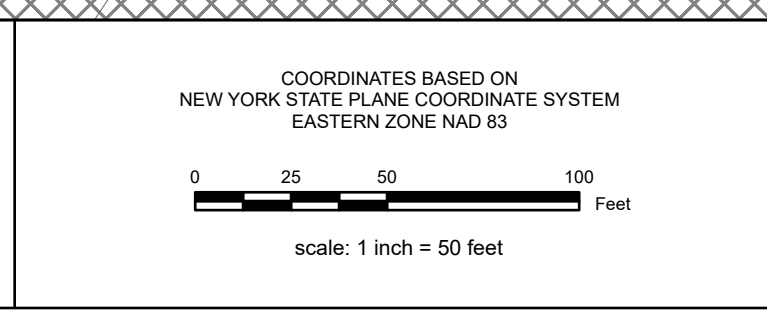 COORDINATES BASED ON
NEW YORK STATE PLANE COORDINATE SYSTEM
EASTERN ZONE NAD 83
0 25 50 100
Feet
scale: 1 inch = 50 feet